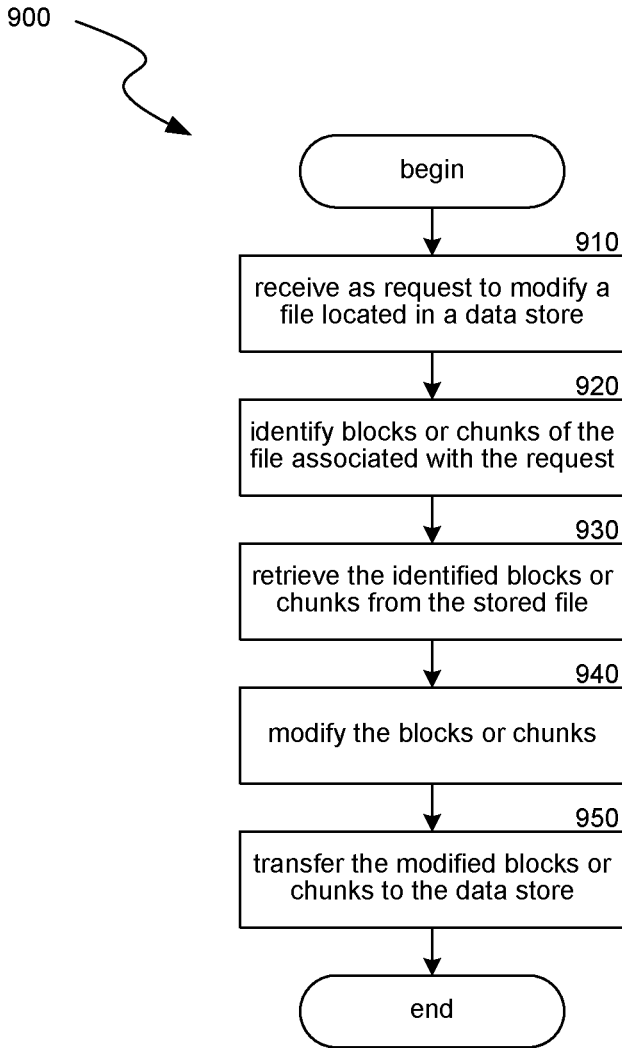 900
begin
910
receive as request to modify a
file located in a data store
920
identify blocks or chunks of the
file associated with the request
930
retrieve the identified blocks or
chunks from the stored file
940
modify the blocks or chunks
950
transfer the modified blocks or
chunks to the data store
end